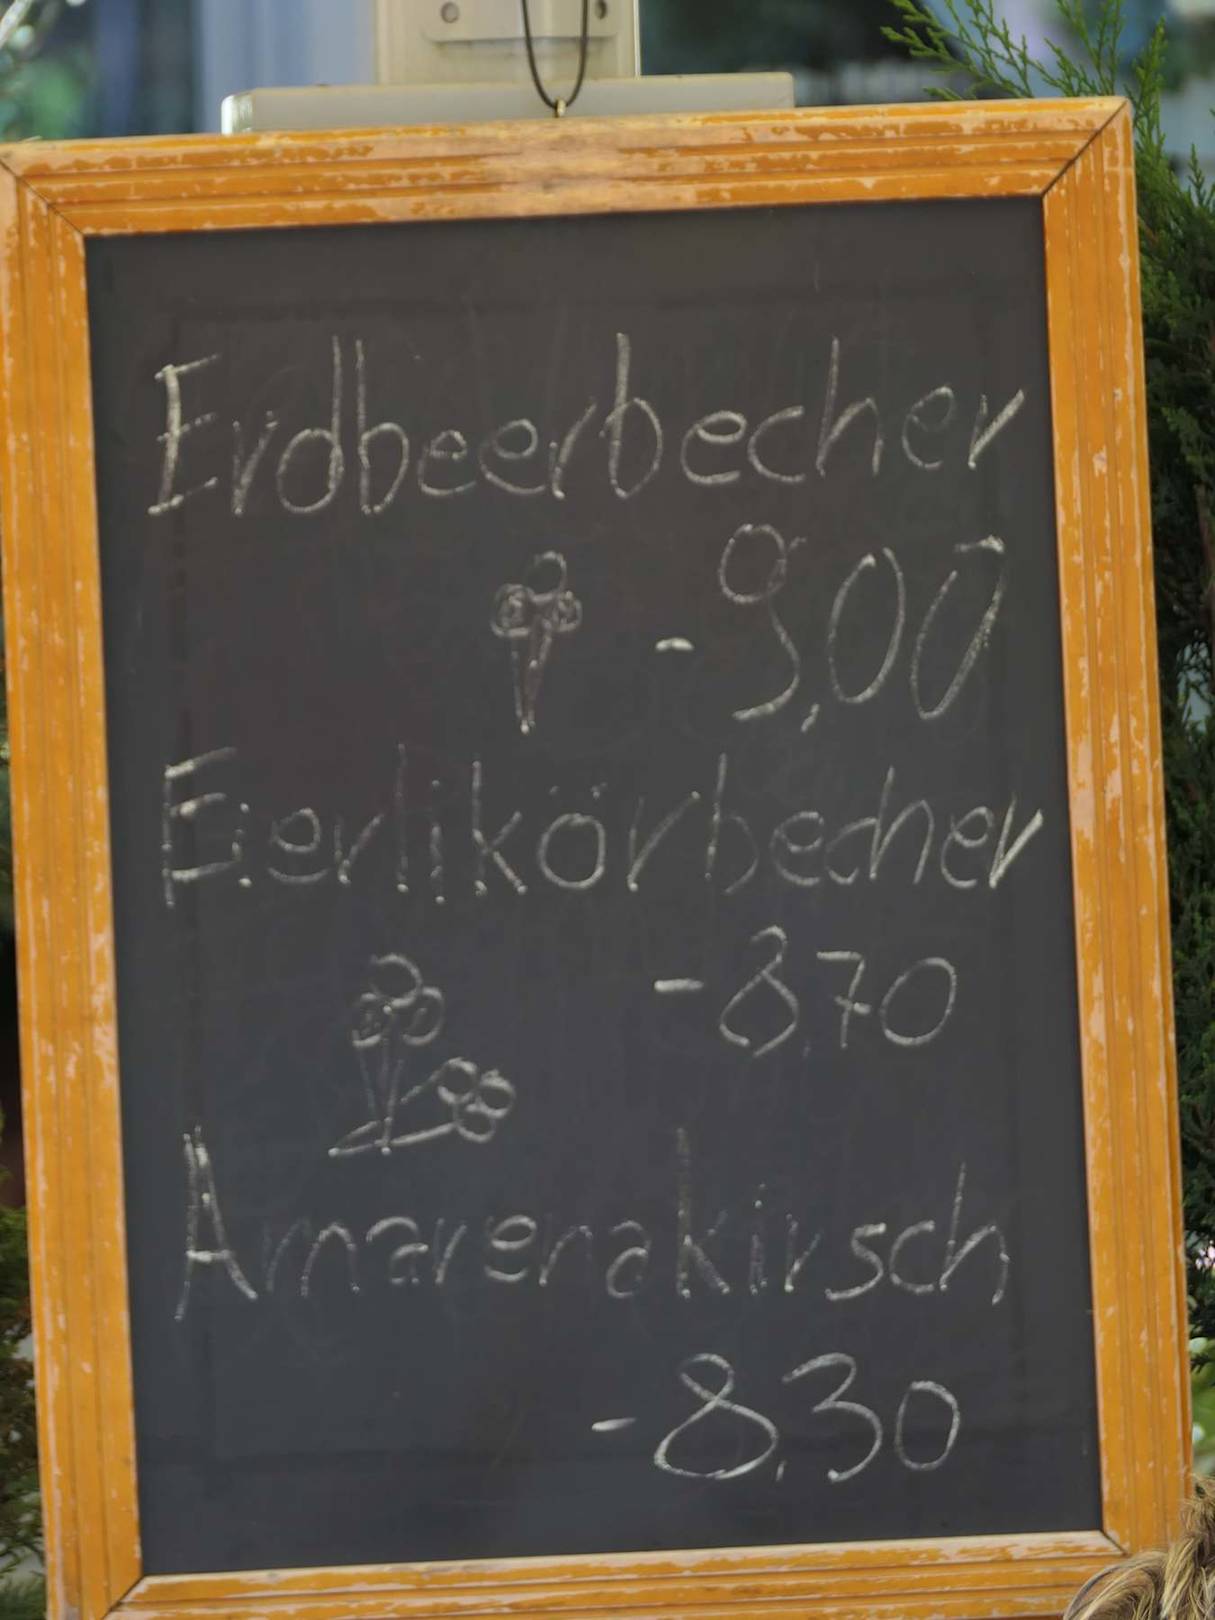 Erdbeerbecher
- 9,00
Eierlikörbecher
- 8,70
Amarenakirsch
- 8,30